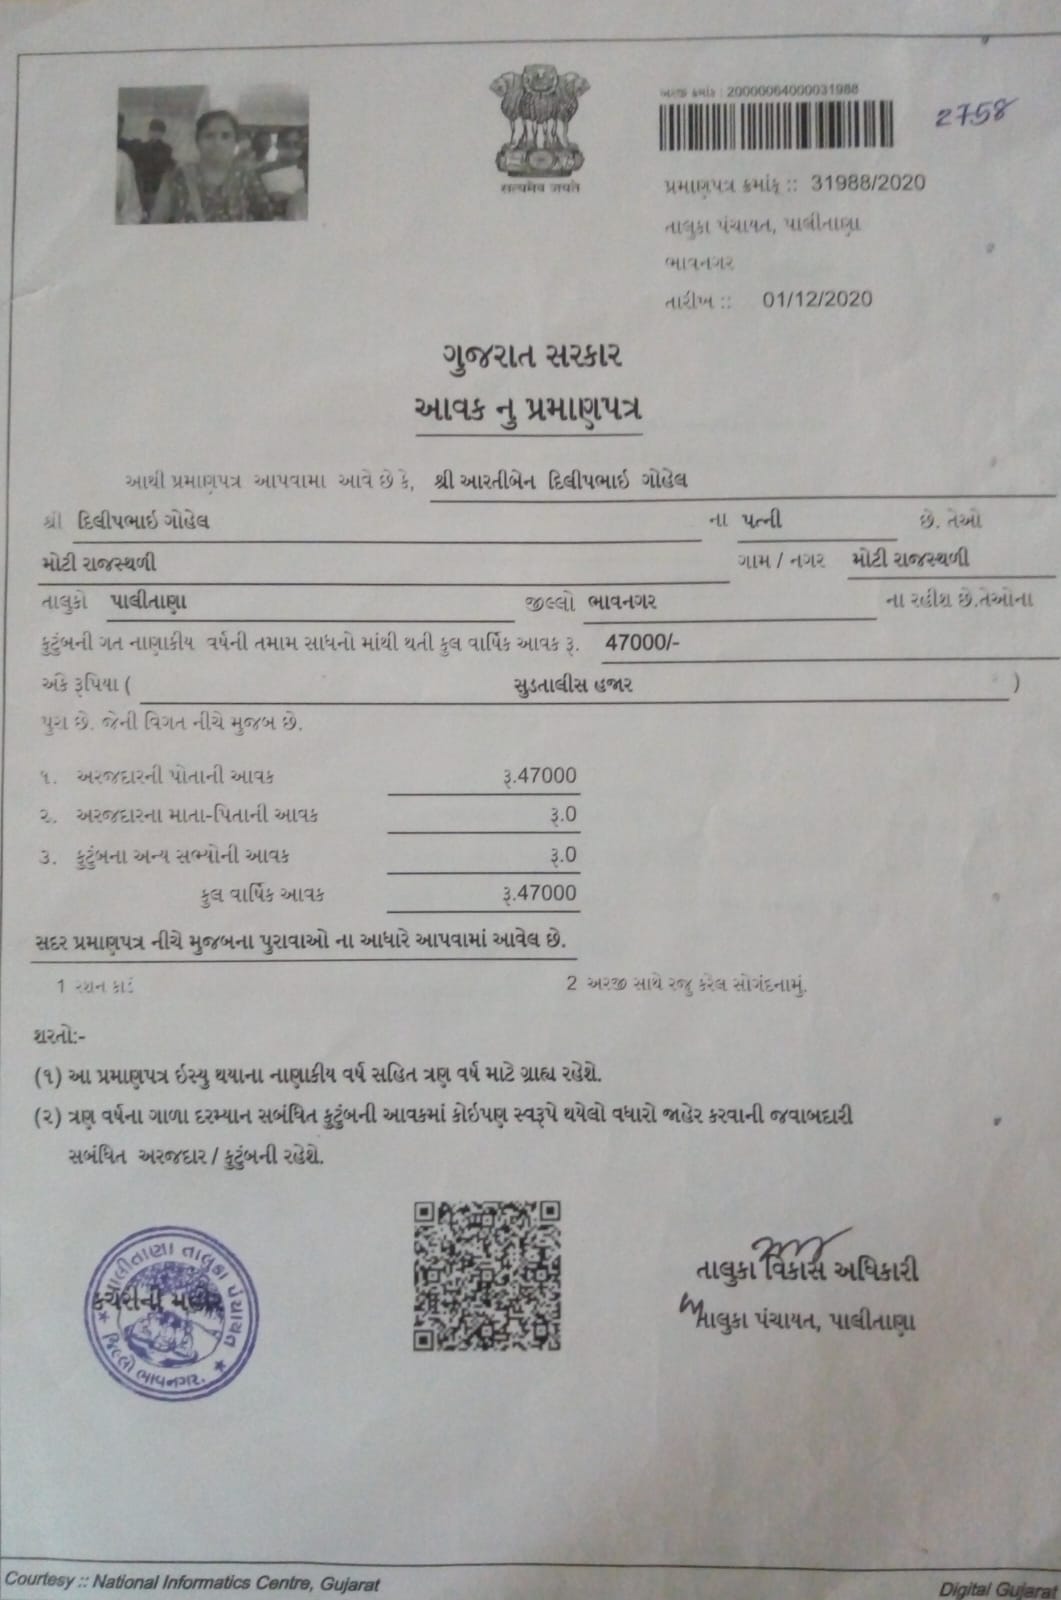 અરજી ક્રમાંક : 20000064000031988
2758
सत्यमेव जयते
પ્રમાણપત્ર ક્રમાંક :: 31988/2020
તાલુકા પંચાયત, પાલીતાણા
ભાવનગર
તારીખ :: 01/12/2020
ગુજરાત સરકાર
આવક નુ પ્રમાણપત્ર
આથી પ્રમાણપત્ર આપવામા આવે છે કે, શ્રી આરતીબેન દિલીપભાઇ ગોહેલ
શ્રી દિલીપભાઇ ગોહેલ ના પત્ની છે. તેઓ
મોટી રાજસ્થળી ગામ / નગર મોટી રાજસ્થળી
તાલુકો પાલીતાણા જીલ્લો ભાવનગર ના રહીશ છે.તેઓના
કુટુંબની ગત નાણાકીય વર્ષની તમામ સાધનો માંથી થતી કુલ વાર્ષિક આવક રૂ. 47000/-
અંકે રૂપિયા ( સુડતાલીસ હજાર )
પુરા છે. જેની વિગત નીચે મુજબ છે.
૧. અરજદારની પોતાની આવક રૂ.47000
૨. અરજદારના માતા-પિતાની આવક રૂ.0
૩. કુટુંબના અન્ય સભ્યોની આવક રૂ.0
કુલ વાર્ષિક આવક રૂ.47000
સદર પ્રમાણપત્ર નીચે મુજબના પુરાવાઓ ના આધારે આપવામાં આવેલ છે.
1 રેશન કાર્ડ 2 અરજી સાથે રજુ કરેલ સોગંદનામું.
શરતો:-
(૧) આ પ્રમાણપત્ર ઇસ્યુ થયાના નાણાકીય વર્ષ સહિત ત્રણ વર્ષ માટે ગ્રાહ્ય રહેશે.
(૨) ત્રણ વર્ષના ગાળા દરમ્યાન સબંધિત કુટુંબની આવકમાં કોઇપણ સ્વરૂપે થયેલો વધારો જાહેર કરવાની જવાબદારી
સબંધિત અરજદાર / કુટુંબની રહેશે.
પાલીતાણા તાલુકા પંચાયત
કચેરીની મહોર
જિલ્લો ભાવનગર.
તાલુકા વિકાસ અધિકારી
તાલુકા પંચાયત, પાલીતાણા
Courtesy :: National Informatics Centre, Gujarat
Digital Gujarat